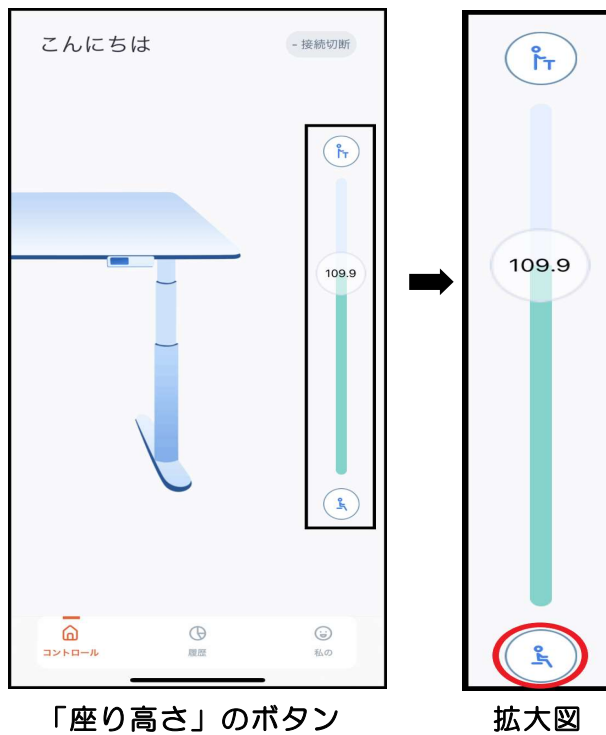 こんにちは
- 接続切断
109.9
109.9
コントロール
履歴
私の
「座り高さ」のボタン
拡大図